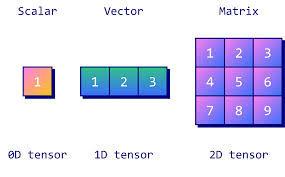 Scalar Vector Matrix
1 1 2 3 1 2 3
4 5 6
7 8 9
0D tensor 1D tensor 2D tensor